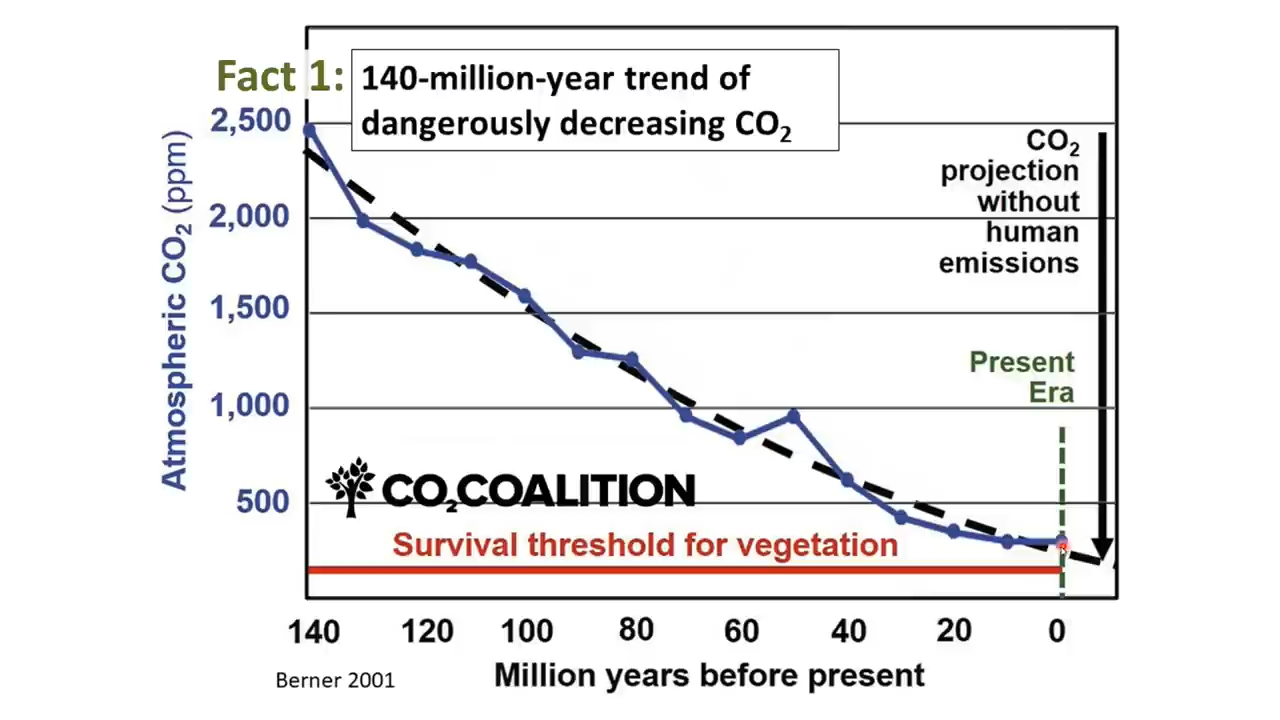 Fact 1:
140-million-year trend of
dangerously decreasing CO₂
Atmospheric CO₂ (ppm)
2,500
2,000
1,500
1,000
500
CO₂
projection
without
human
emissions
Present
Era
CO₂COALITION
Survival threshold for vegetation
140 120 100 80 60 40 20 0
Million years before present
Berner 2001